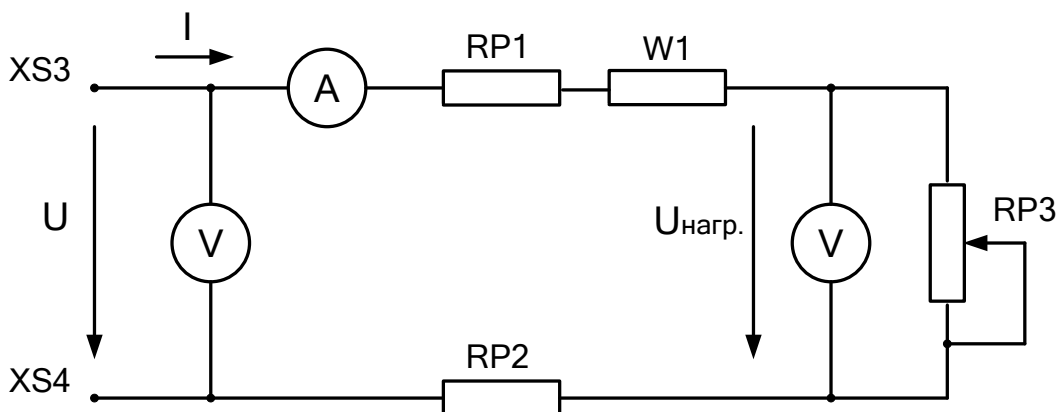 I
XS3
A
RP1
W1
U
V
Uнагр.
V
RP3
XS4
RP2